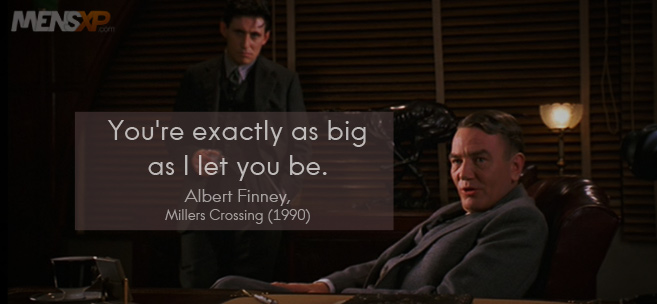 MENSXP.com
You're exactly as big
as I let you be.
Albert Finney,
Millers Crossing (1990)